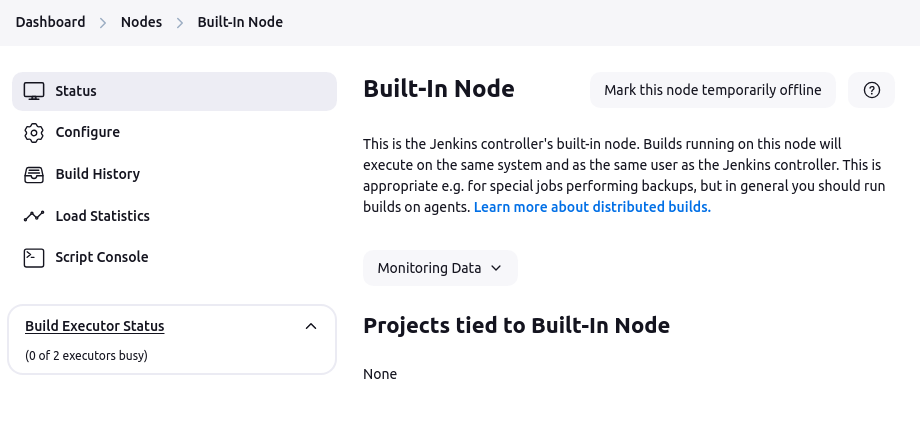 Dashboard > Nodes > Built-In Node
Status
Configure
Build History
Load Statistics
Script Console
Build Executor Status
(0 of 2 executors busy)
Built-In Node
Mark this node temporarily offline
?
This is the Jenkins controller's built-in node. Builds running on this node will
execute on the same system and as the same user as the Jenkins controller. This is
appropriate e.g. for special jobs performing backups, but in general you should run
builds on agents. Learn more about distributed builds.
Monitoring Data
Projects tied to Built-In Node
None